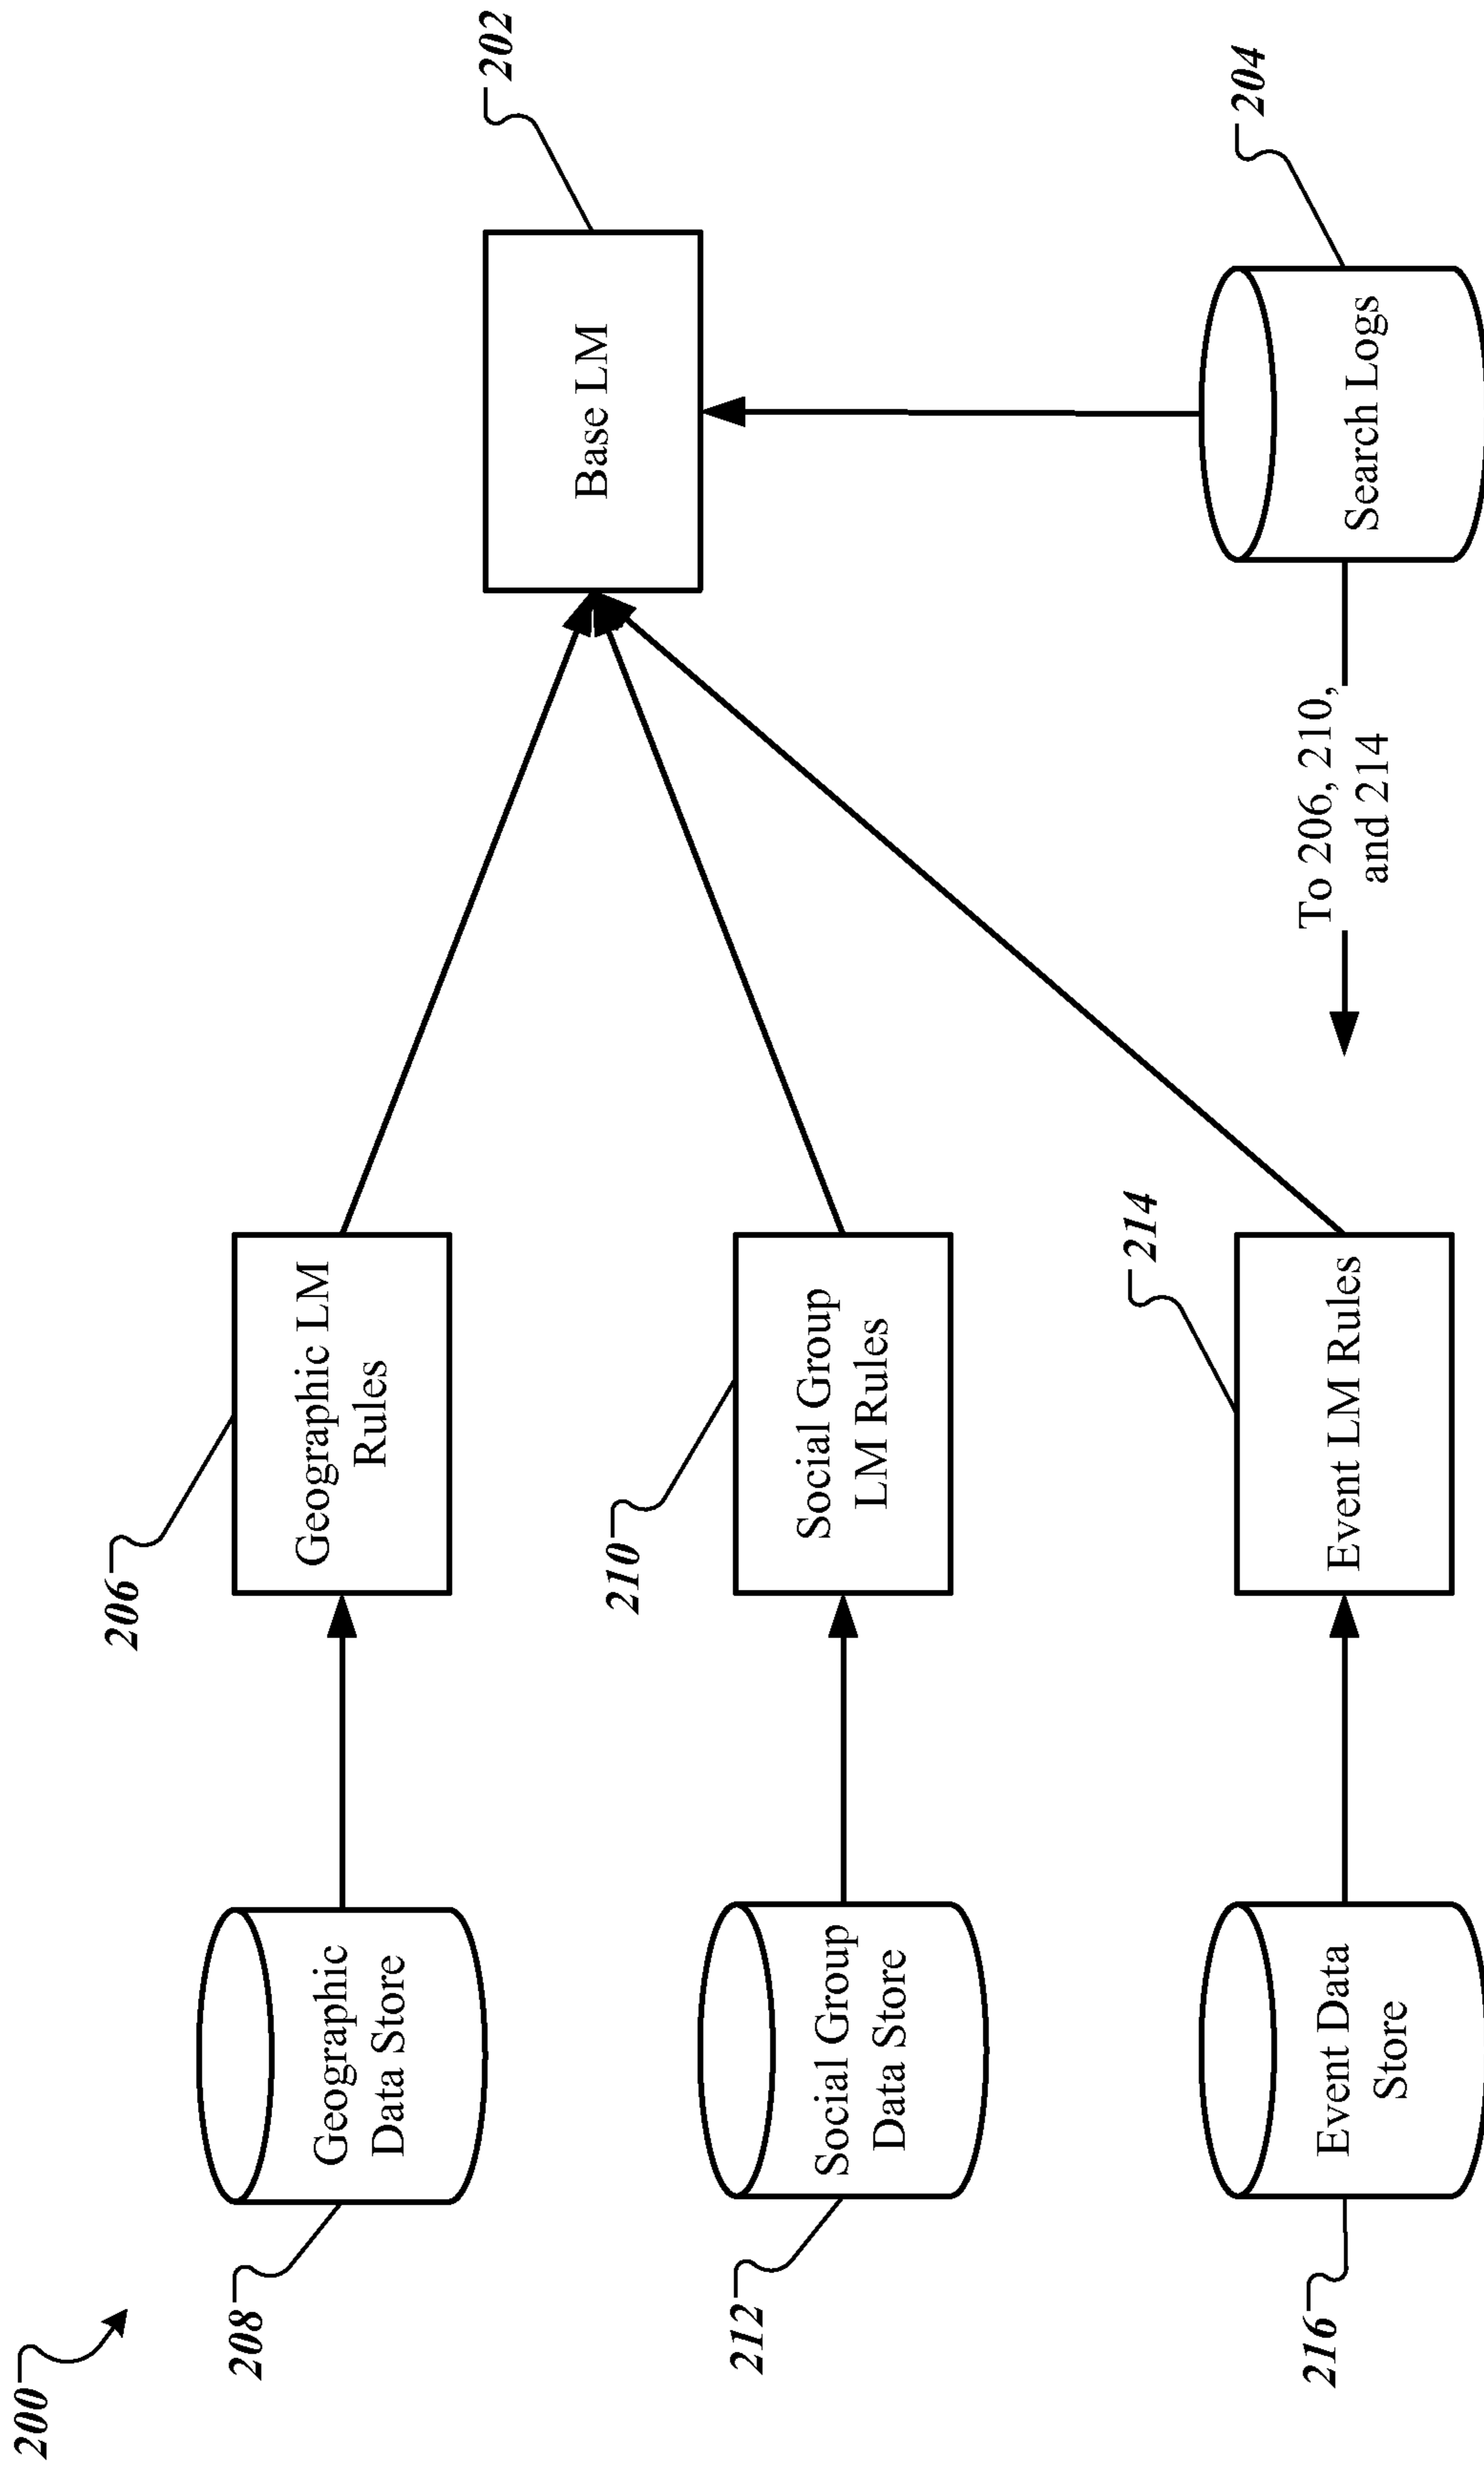 200
208
Geographic
Data Store
206
Geographic LM
Rules
202
Base LM
212
Social Group
Data Store
210
Social Group
LM Rules
216
Event Data
Store
214
Event LM Rules
To 206, 210,
and 214
204
Search Logs